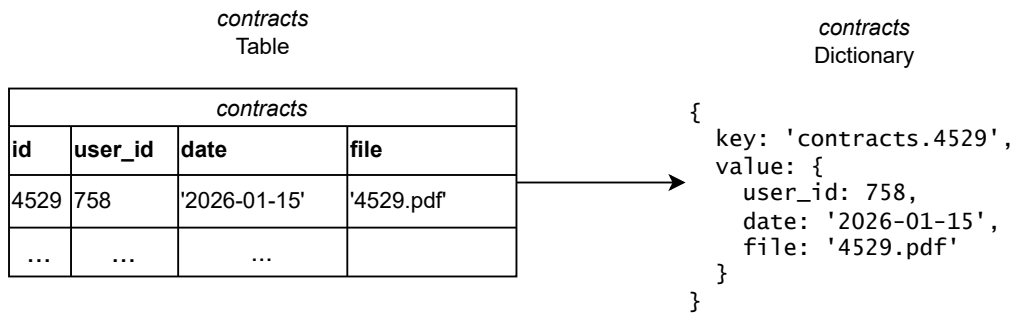 contracts
Table
contracts
id user_id date file
4529 758 '2026-01-15' '4529.pdf'
... ... ...
contracts
Dictionary
{
  key: 'contracts.4529',
  value: {
    user_id: 758,
    date: '2026-01-15',
    file: '4529.pdf'
  }
}